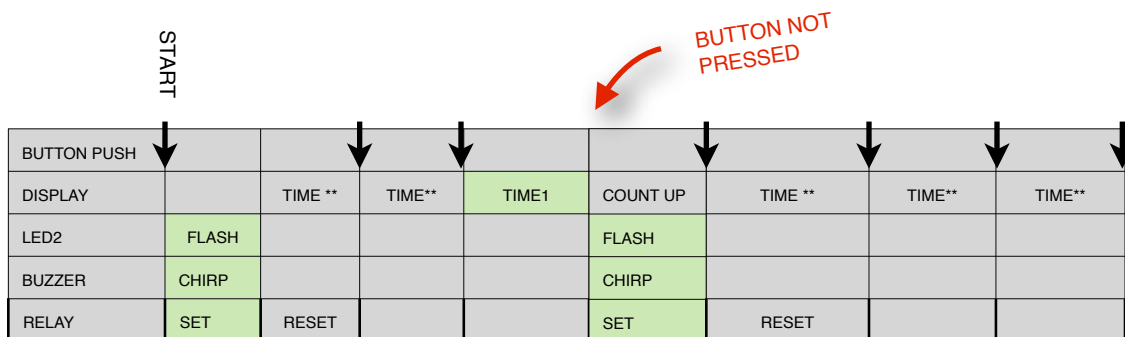 START
BUTTON NOT
PRESSED
BUTTON PUSH
DISPLAY TIME ** TIME** TIME1 COUNT UP TIME ** TIME** TIME**
LED2 FLASH FLASH
BUZZER CHIRP CHIRP
RELAY SET RESET SET RESET